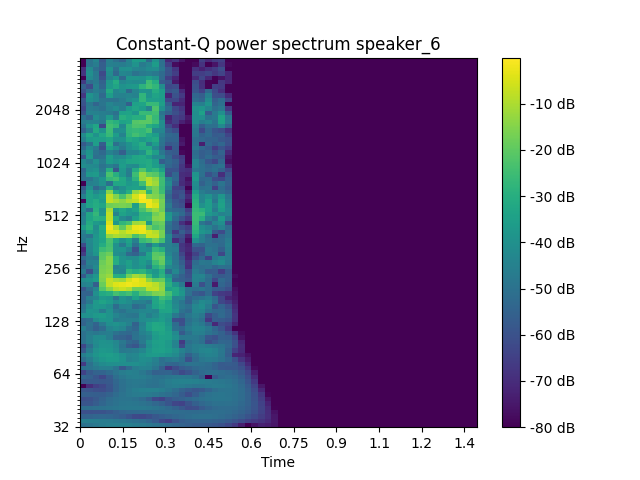 Constant-Q power spectrum speaker_6
Hz
2048
1024
512
256
128
64
32
0 0.15 0.3 0.45 0.6 0.75 0.9 1.1 1.2 1.4
Time
-10 dB
-20 dB
-30 dB
-40 dB
-50 dB
-60 dB
-70 dB
-80 dB